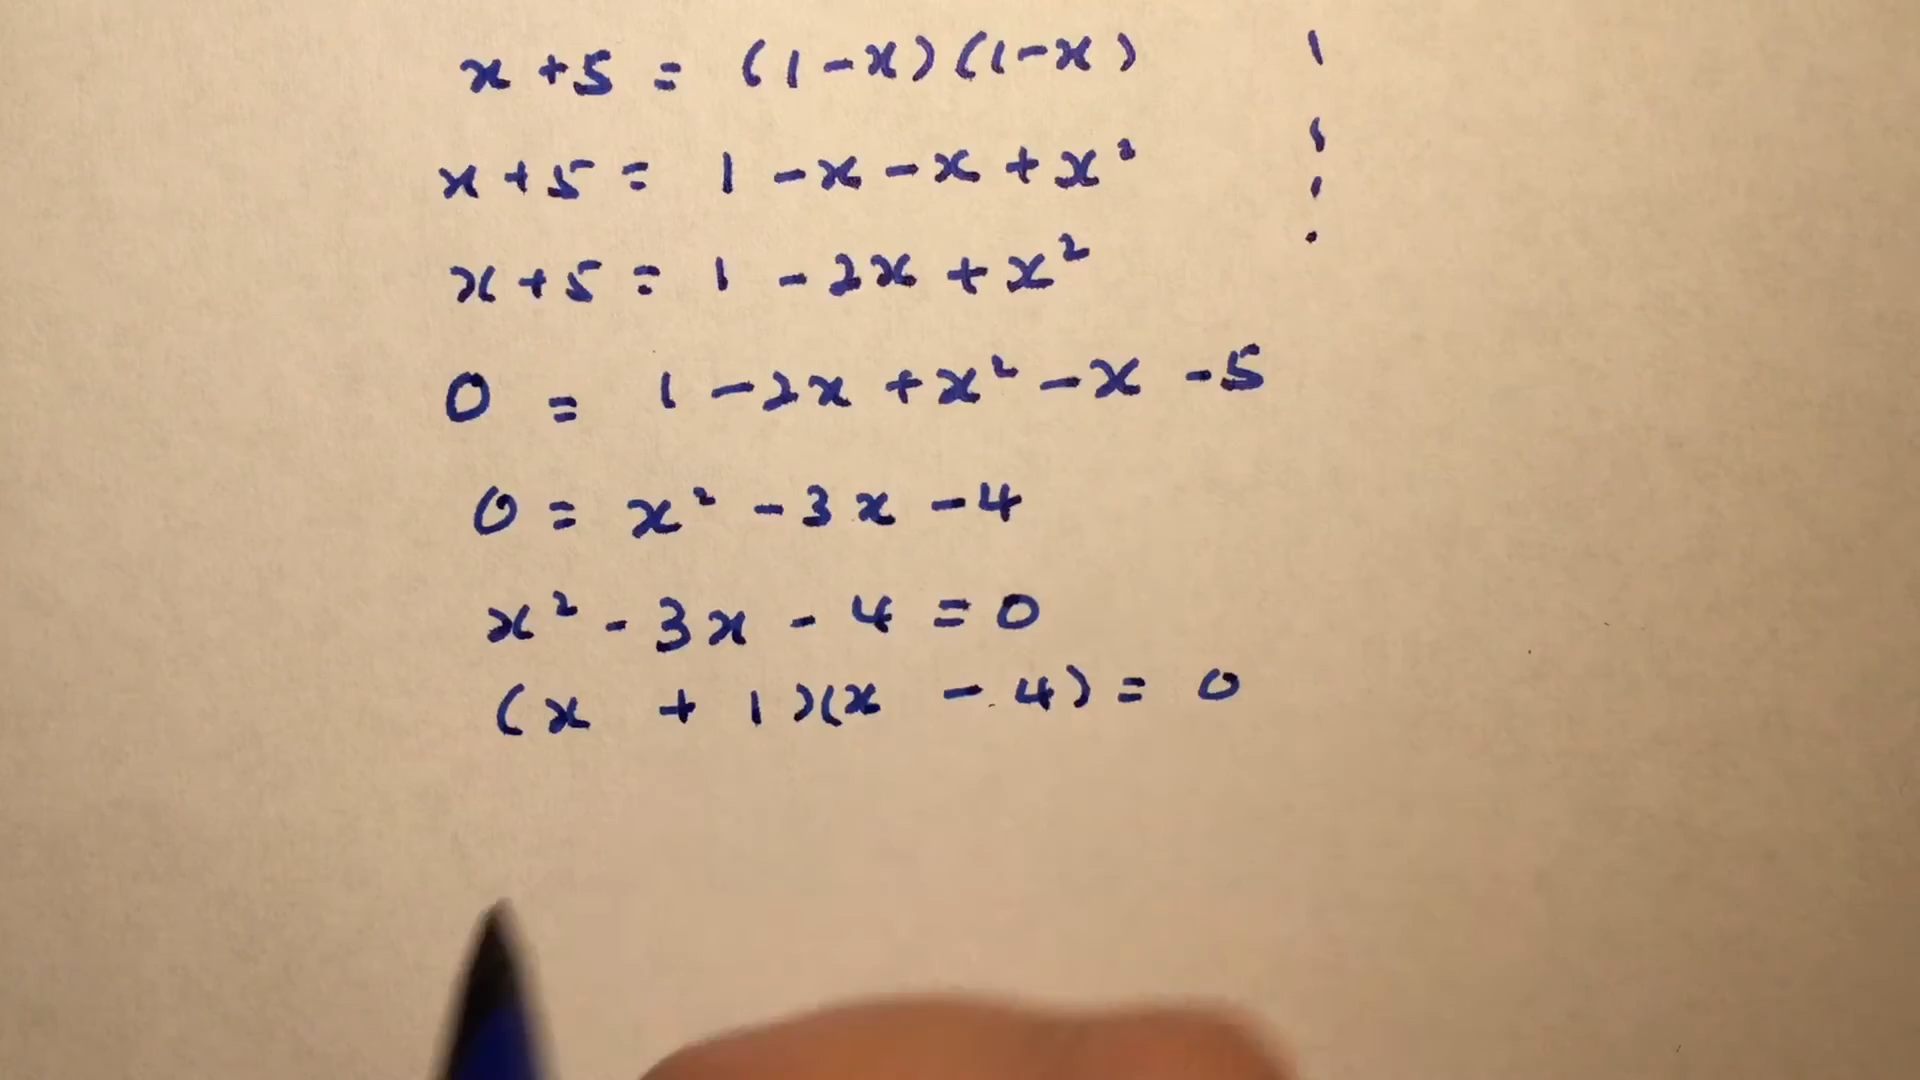 x + 5 = (1 - x)(1 - x)
x + 5 = 1 - x - x + x²
x + 5 = 1 - 2x + x²
0 = 1 - 2x + x² - x - 5
0 = x² - 3x - 4
x² - 3x - 4 = 0
(x + 1)(x - 4) = 0